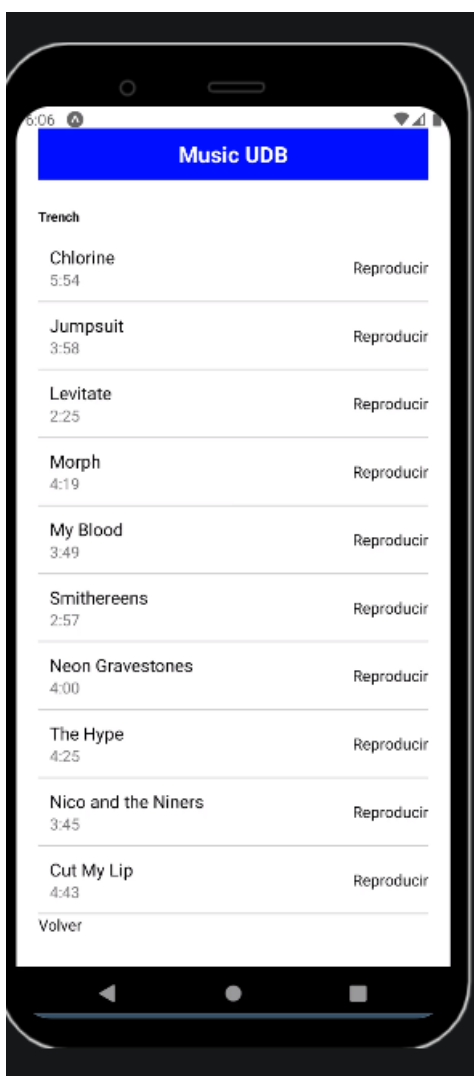 6:06
Music UDB
Trench
Chlorine
5:54
Reproducir
Jumpsuit
3:58
Reproducir
Levitate
2:25
Reproducir
Morph
4:19
Reproducir
My Blood
3:49
Reproducir
Smithereens
2:57
Reproducir
Neon Gravestones
4:00
Reproducir
The Hype
4:25
Reproducir
Nico and the Niners
3:45
Reproducir
Cut My Lip
4:43
Reproducir
Volver